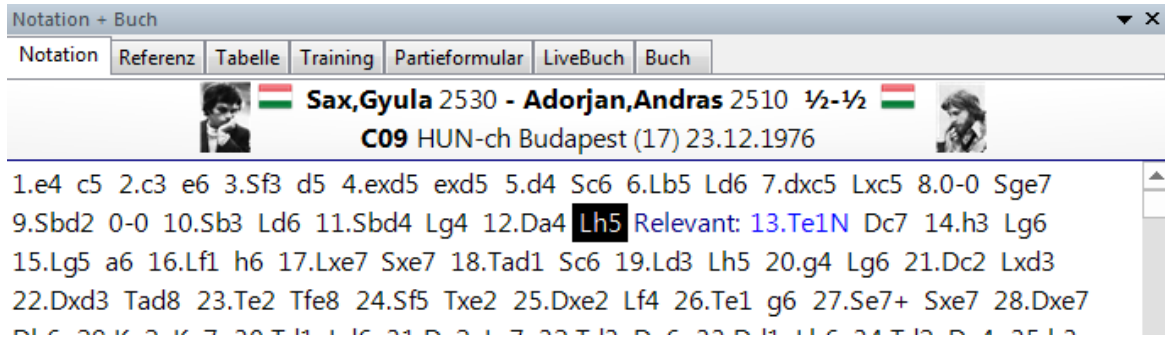 Notation + Buch
Notation Referenz Tabelle Training Partieformular LiveBuch Buch
Sax,Gyula 2530 - Adorjan,Andras 2510 ½-½
C09 HUN-ch Budapest (17) 23.12.1976
1.e4 c5 2.c3 e6 3.Sf3 d5 4.exd5 exd5 5.d4 Sc6 6.Lb5 Ld6 7.dxc5 Lxc5 8.0-0 Sge7
9.Sbd2 0-0 10.Sb3 Ld6 11.Sbd4 Lg4 12.Da4 Lh5 Relevant: 13.Te1N Dc7 14.h3 Lg6
15.Lg5 a6 16.Lf1 h6 17.Lxe7 Sxe7 18.Tad1 Sc6 19.Ld3 Lh5 20.g4 Lg6 21.Dc2 Lxd3
22.Dxd3 Tad8 23.Te2 Tfe8 24.Sf5 Txe2 25.Dxe2 Lf4 26.Te1 g6 27.Se7+ Sxe7 28.Dxe7